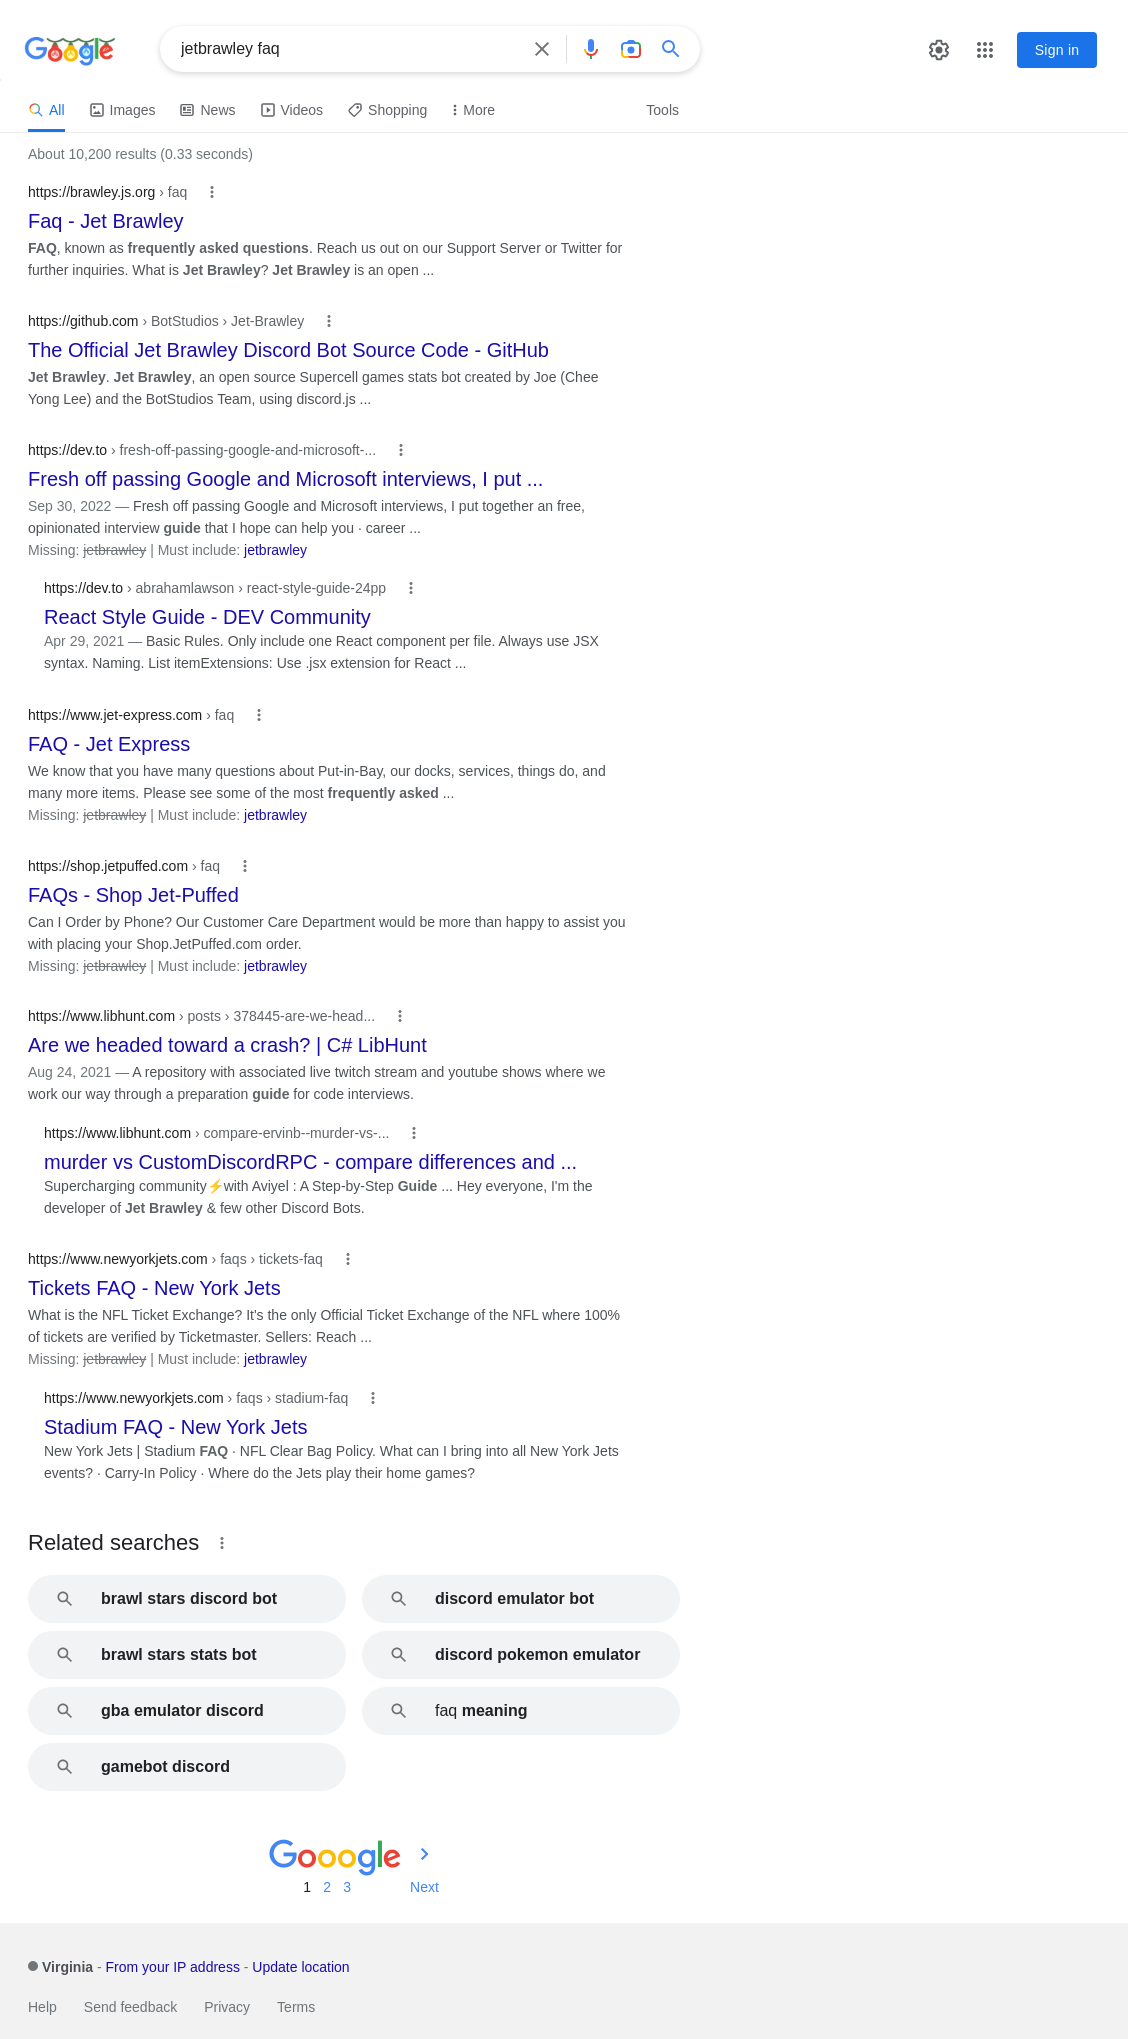 Google
jetbrawley faq
Sign in
All Images News Videos Shopping More Tools
About 10,200 results (0.33 seconds)
https://brawley.js.org › faq
Faq - Jet Brawley
FAQ, known as frequently asked questions. Reach us out on our Support Server or Twitter for
further inquiries. What is Jet Brawley? Jet Brawley is an open ...
https://github.com › BotStudios › Jet-Brawley
The Official Jet Brawley Discord Bot Source Code - GitHub
Jet Brawley. Jet Brawley, an open source Supercell games stats bot created by Joe (Chee
Yong Lee) and the BotStudios Team, using discord.js ...
https://dev.to › fresh-off-passing-google-and-microsoft-...
Fresh off passing Google and Microsoft interviews, I put ...
Sep 30, 2022 — Fresh off passing Google and Microsoft interviews, I put together an free,
opinionated interview guide that I hope can help you · career ...
Missing: jetbrawley | Must include: jetbrawley
https://dev.to › abrahamlawson › react-style-guide-24pp
React Style Guide - DEV Community
Apr 29, 2021 — Basic Rules. Only include one React component per file. Always use JSX
syntax. Naming. List itemExtensions: Use .jsx extension for React ...
https://www.jet-express.com › faq
FAQ - Jet Express
We know that you have many questions about Put-in-Bay, our docks, services, things do, and
many more items. Please see some of the most frequently asked ...
Missing: jetbrawley | Must include: jetbrawley
https://shop.jetpuffed.com › faq
FAQs - Shop Jet-Puffed
Can I Order by Phone? Our Customer Care Department would be more than happy to assist you
with placing your Shop.JetPuffed.com order.
Missing: jetbrawley | Must include: jetbrawley
https://www.libhunt.com › posts › 378445-are-we-head...
Are we headed toward a crash? | C# LibHunt
Aug 24, 2021 — A repository with associated live twitch stream and youtube shows where we
work our way through a preparation guide for code interviews.
https://www.libhunt.com › compare-ervinb--murder-vs-...
murder vs CustomDiscordRPC - compare differences and ...
Supercharging community⚡with Aviyel : A Step-by-Step Guide ... Hey everyone, I'm the
developer of Jet Brawley & few other Discord Bots.
https://www.newyorkjets.com › faqs › tickets-faq
Tickets FAQ - New York Jets
What is the NFL Ticket Exchange? It's the only Official Ticket Exchange of the NFL where 100%
of tickets are verified by Ticketmaster. Sellers: Reach ...
Missing: jetbrawley | Must include: jetbrawley
https://www.newyorkjets.com › faqs › stadium-faq
Stadium FAQ - New York Jets
New York Jets | Stadium FAQ · NFL Clear Bag Policy. What can I bring into all New York Jets
events? · Carry-In Policy · Where do the Jets play their home games?
Related searches
brawl stars discord bot discord emulator bot
brawl stars stats bot discord pokemon emulator
gba emulator discord faq meaning
gamebot discord
Gooogle
1 2 3 Next
Virginia - From your IP address - Update location
Help Send feedback Privacy Terms